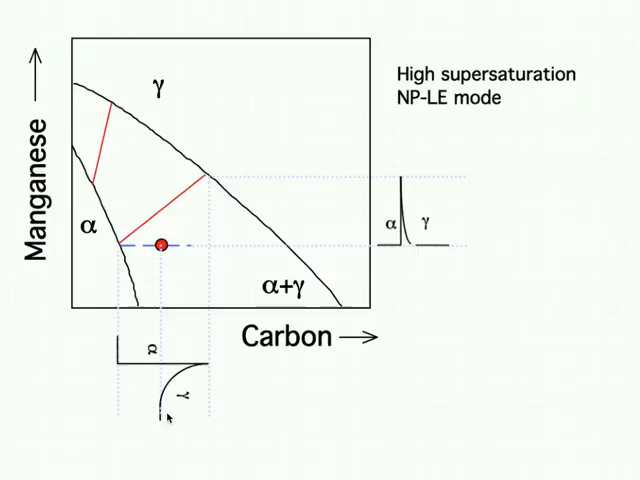 High supersaturation
NP-LE mode
γ
Manganese
α
α
γ
α+γ
Carbon
α
γ